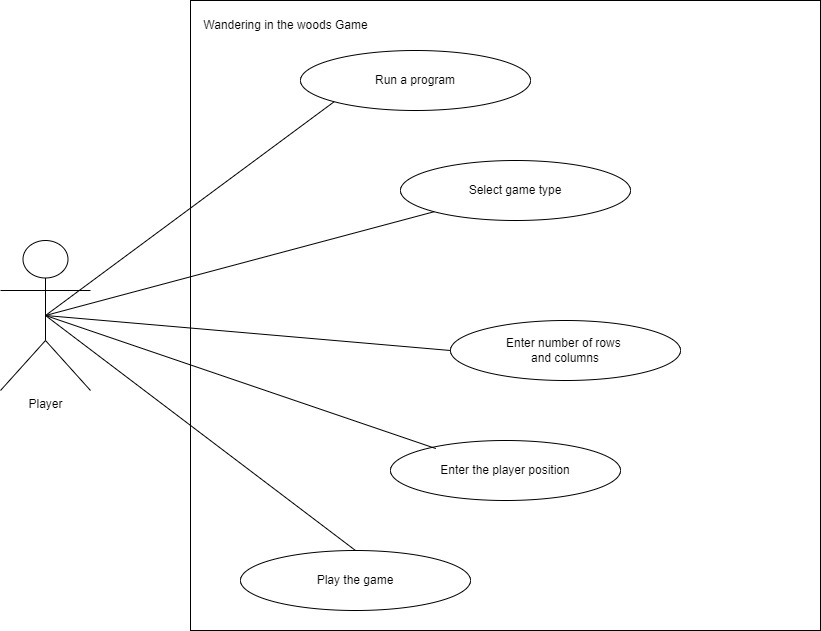 Wandering in the woods Game
Run a program
Select game type
Enter number of rows
and columns
Player
Enter the player position
Play the game